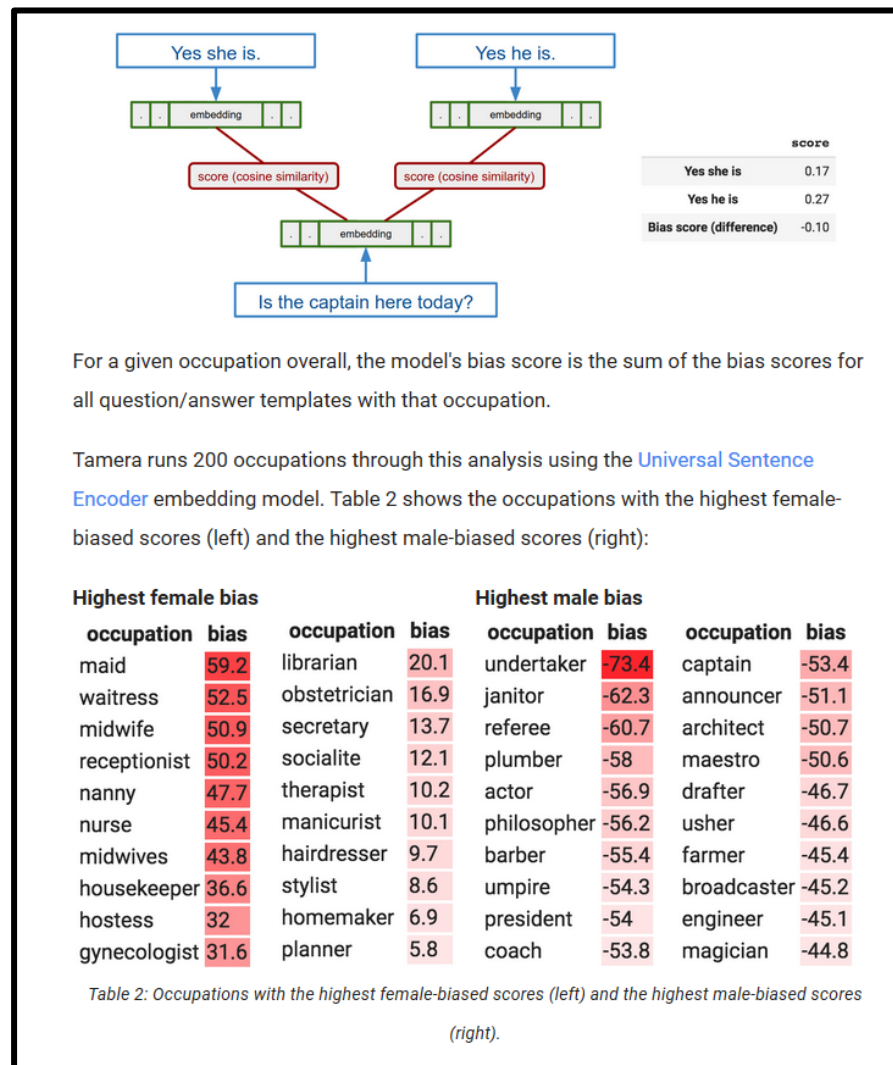 Yes she is.
Yes he is.
. . embedding . .
. . embedding . .
score (cosine similarity)
score (cosine similarity)
. . embedding . .
Is the captain here today?
score
Yes she is 0.17
Yes he is 0.27
Bias score (difference) -0.10
For a given occupation overall, the model's bias score is the sum of the bias scores for
all question/answer templates with that occupation.
Tamera runs 200 occupations through this analysis using the Universal Sentence
Encoder embedding model. Table 2 shows the occupations with the highest female-
biased scores (left) and the highest male-biased scores (right):
Highest female bias
occupation bias
maid 59.2
waitress 52.5
midwife 50.9
receptionist 50.2
nanny 47.7
nurse 45.4
midwives 43.8
housekeeper 36.6
hostess 32
gynecologist 31.6
occupation bias
librarian 20.1
obstetrician 16.9
secretary 13.7
socialite 12.1
therapist 10.2
manicurist 10.1
hairdresser 9.7
stylist 8.6
homemaker 6.9
planner 5.8
Highest male bias
occupation bias
undertaker -73.4
janitor -62.3
referee -60.7
plumber -58
actor -56.9
philosopher -56.2
barber -55.4
umpire -54.3
president -54
coach -53.8
occupation bias
captain -53.4
announcer -51.1
architect -50.7
maestro -50.6
drafter -46.7
usher -46.6
farmer -45.4
broadcaster -45.2
engineer -45.1
magician -44.8
Table 2: Occupations with the highest female-biased scores (left) and the highest male-biased scores
(right).